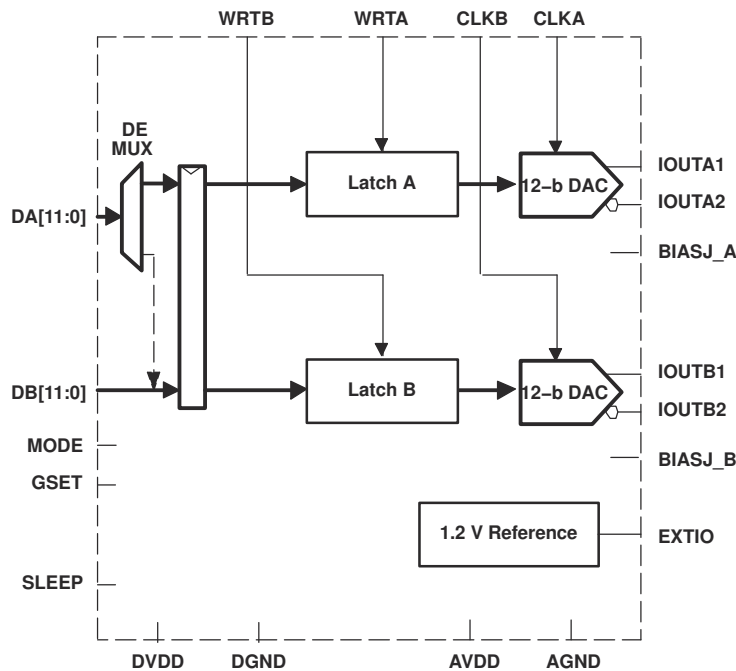 WRTB WRTA CLKB CLKA
DE
MUX
IOUTA1
Latch A
12–b DAC
IOUTA2
DA[11:0]
BIASJ_A
IOUTB1
DB[11:0]
Latch B
12–b DAC
IOUTB2
MODE
BIASJ_B
GSET
1.2 V Reference
EXTIO
SLEEP
DVDD DGND AVDD AGND